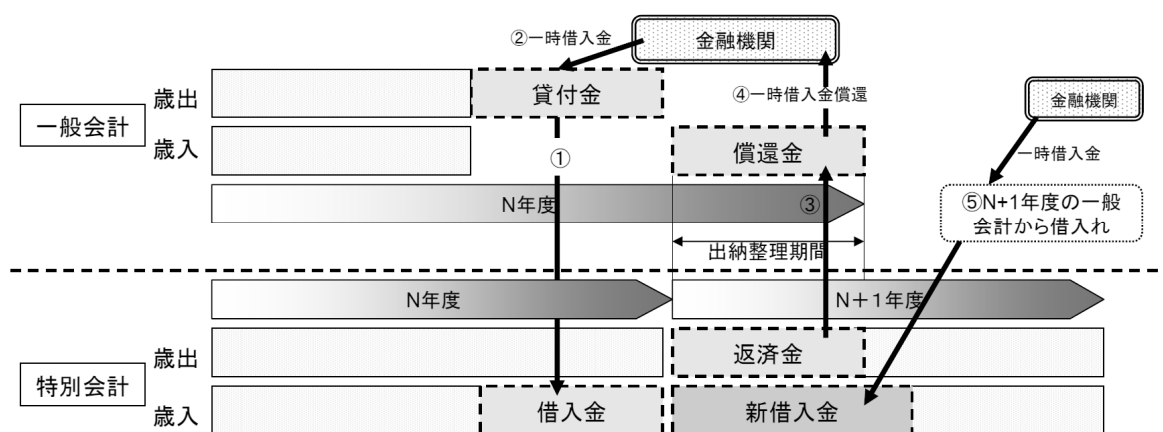 ②一時借入金
金融機関
歳出
貸付金
④一時借入金償還
金融機関
一般会計
歳入
①
償還金
一時借入金
N年度
③
⑤N+1年度の一般
会計から借入れ
出納整理期間
N年度
N+1年度
歳出
返済金
特別会計
歳入
借入金
新借入金